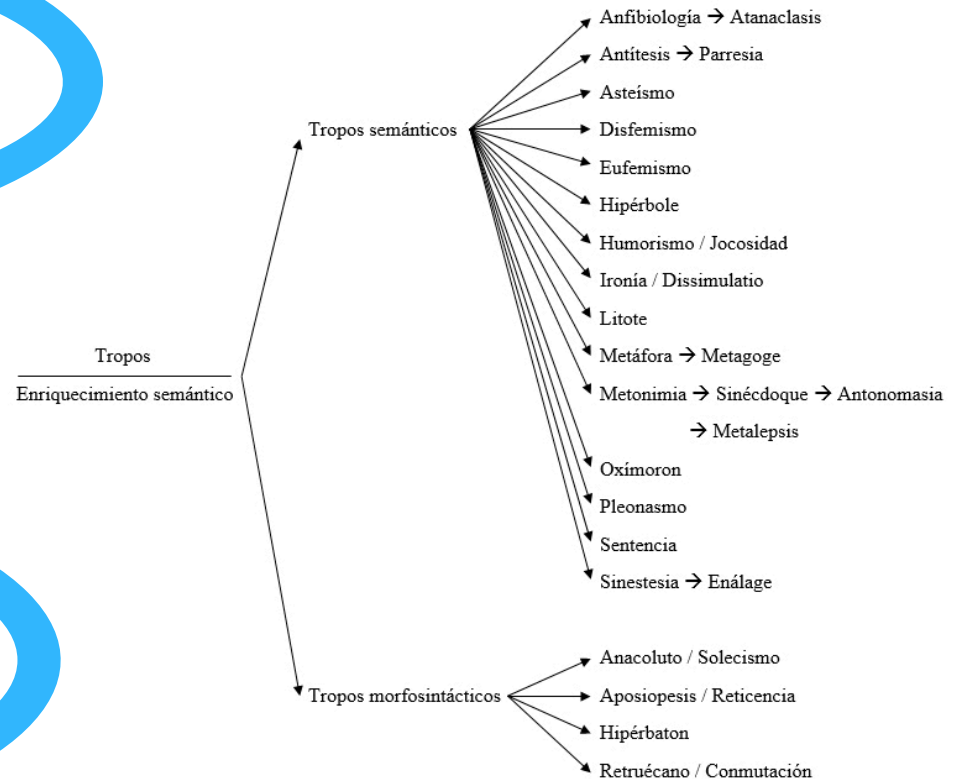 Anfibiología → Atanaclasis
Antítesis → Parresia
Asteísmo
Tropos semánticos
Disfemismo
Eufemismo
Hipérbole
Humorismo / Jocosidad
Ironía / Dissimulatio
Litote
Tropos
Metáfora → Metagoge
Enriquecimiento semántico
Metonimia → Sinécdoque → Antonomasia
→ Metalepsis
Oxímoron
Pleonasmo
Sentencia
Sinestesia → Enálage
Anacoluto / Solecismo
Tropos morfosintácticos
Aposiopesis / Reticencia
Hipérbaton
Retruécano / Conmutación